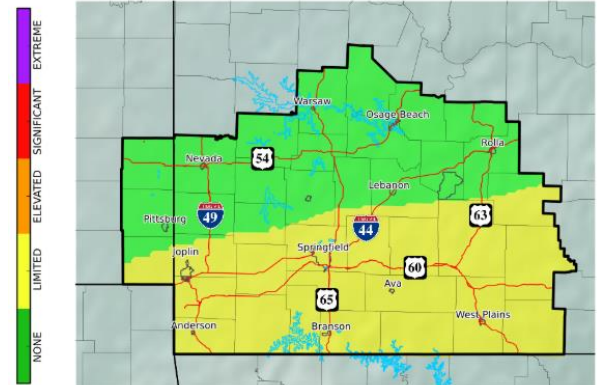 EXTREME
SIGNIFICANT
ELEVATED
LIMITED
NONE
Warsaw
Osage Beach
Rolla
54
Nevada
Lebanon
Pittsburg
49
63
44
Joplin
Springfield
60
Ava
65
Anderson
Branson
West Plains